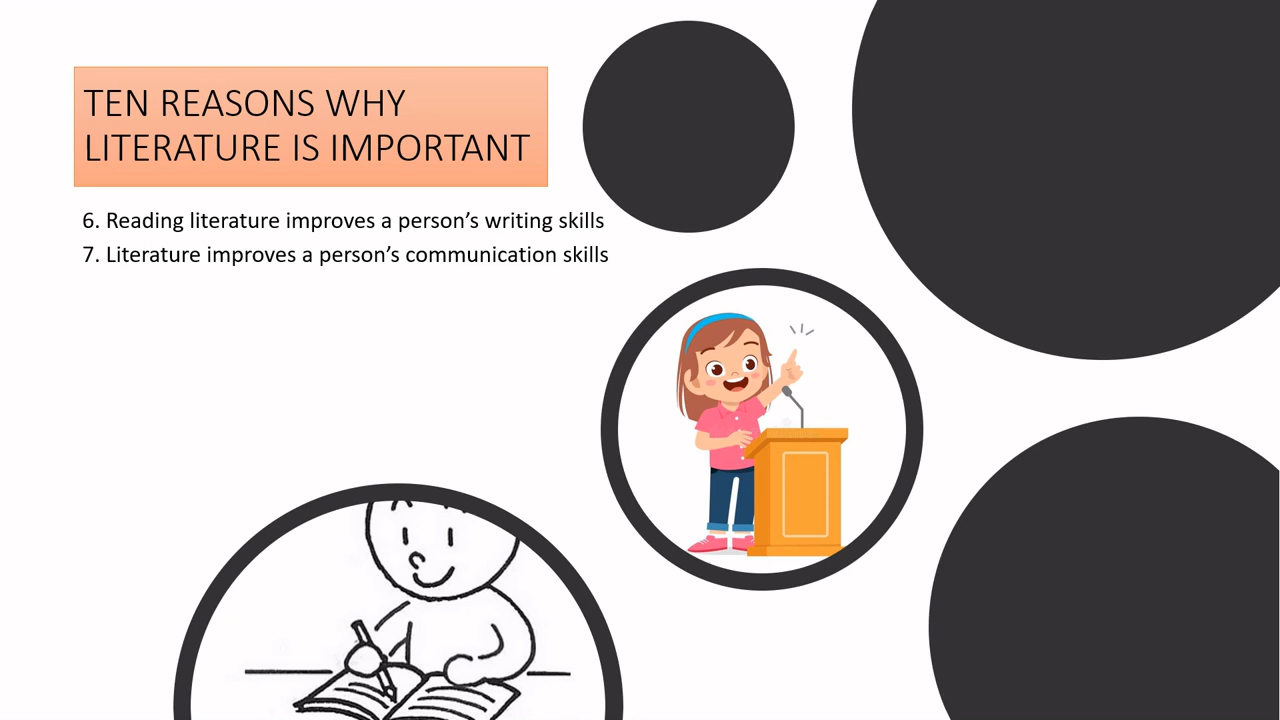 TEN REASONS WHY
LITERATURE IS IMPORTANT
6. Reading literature improves a person’s writing skills
7. Literature improves a person’s communication skills